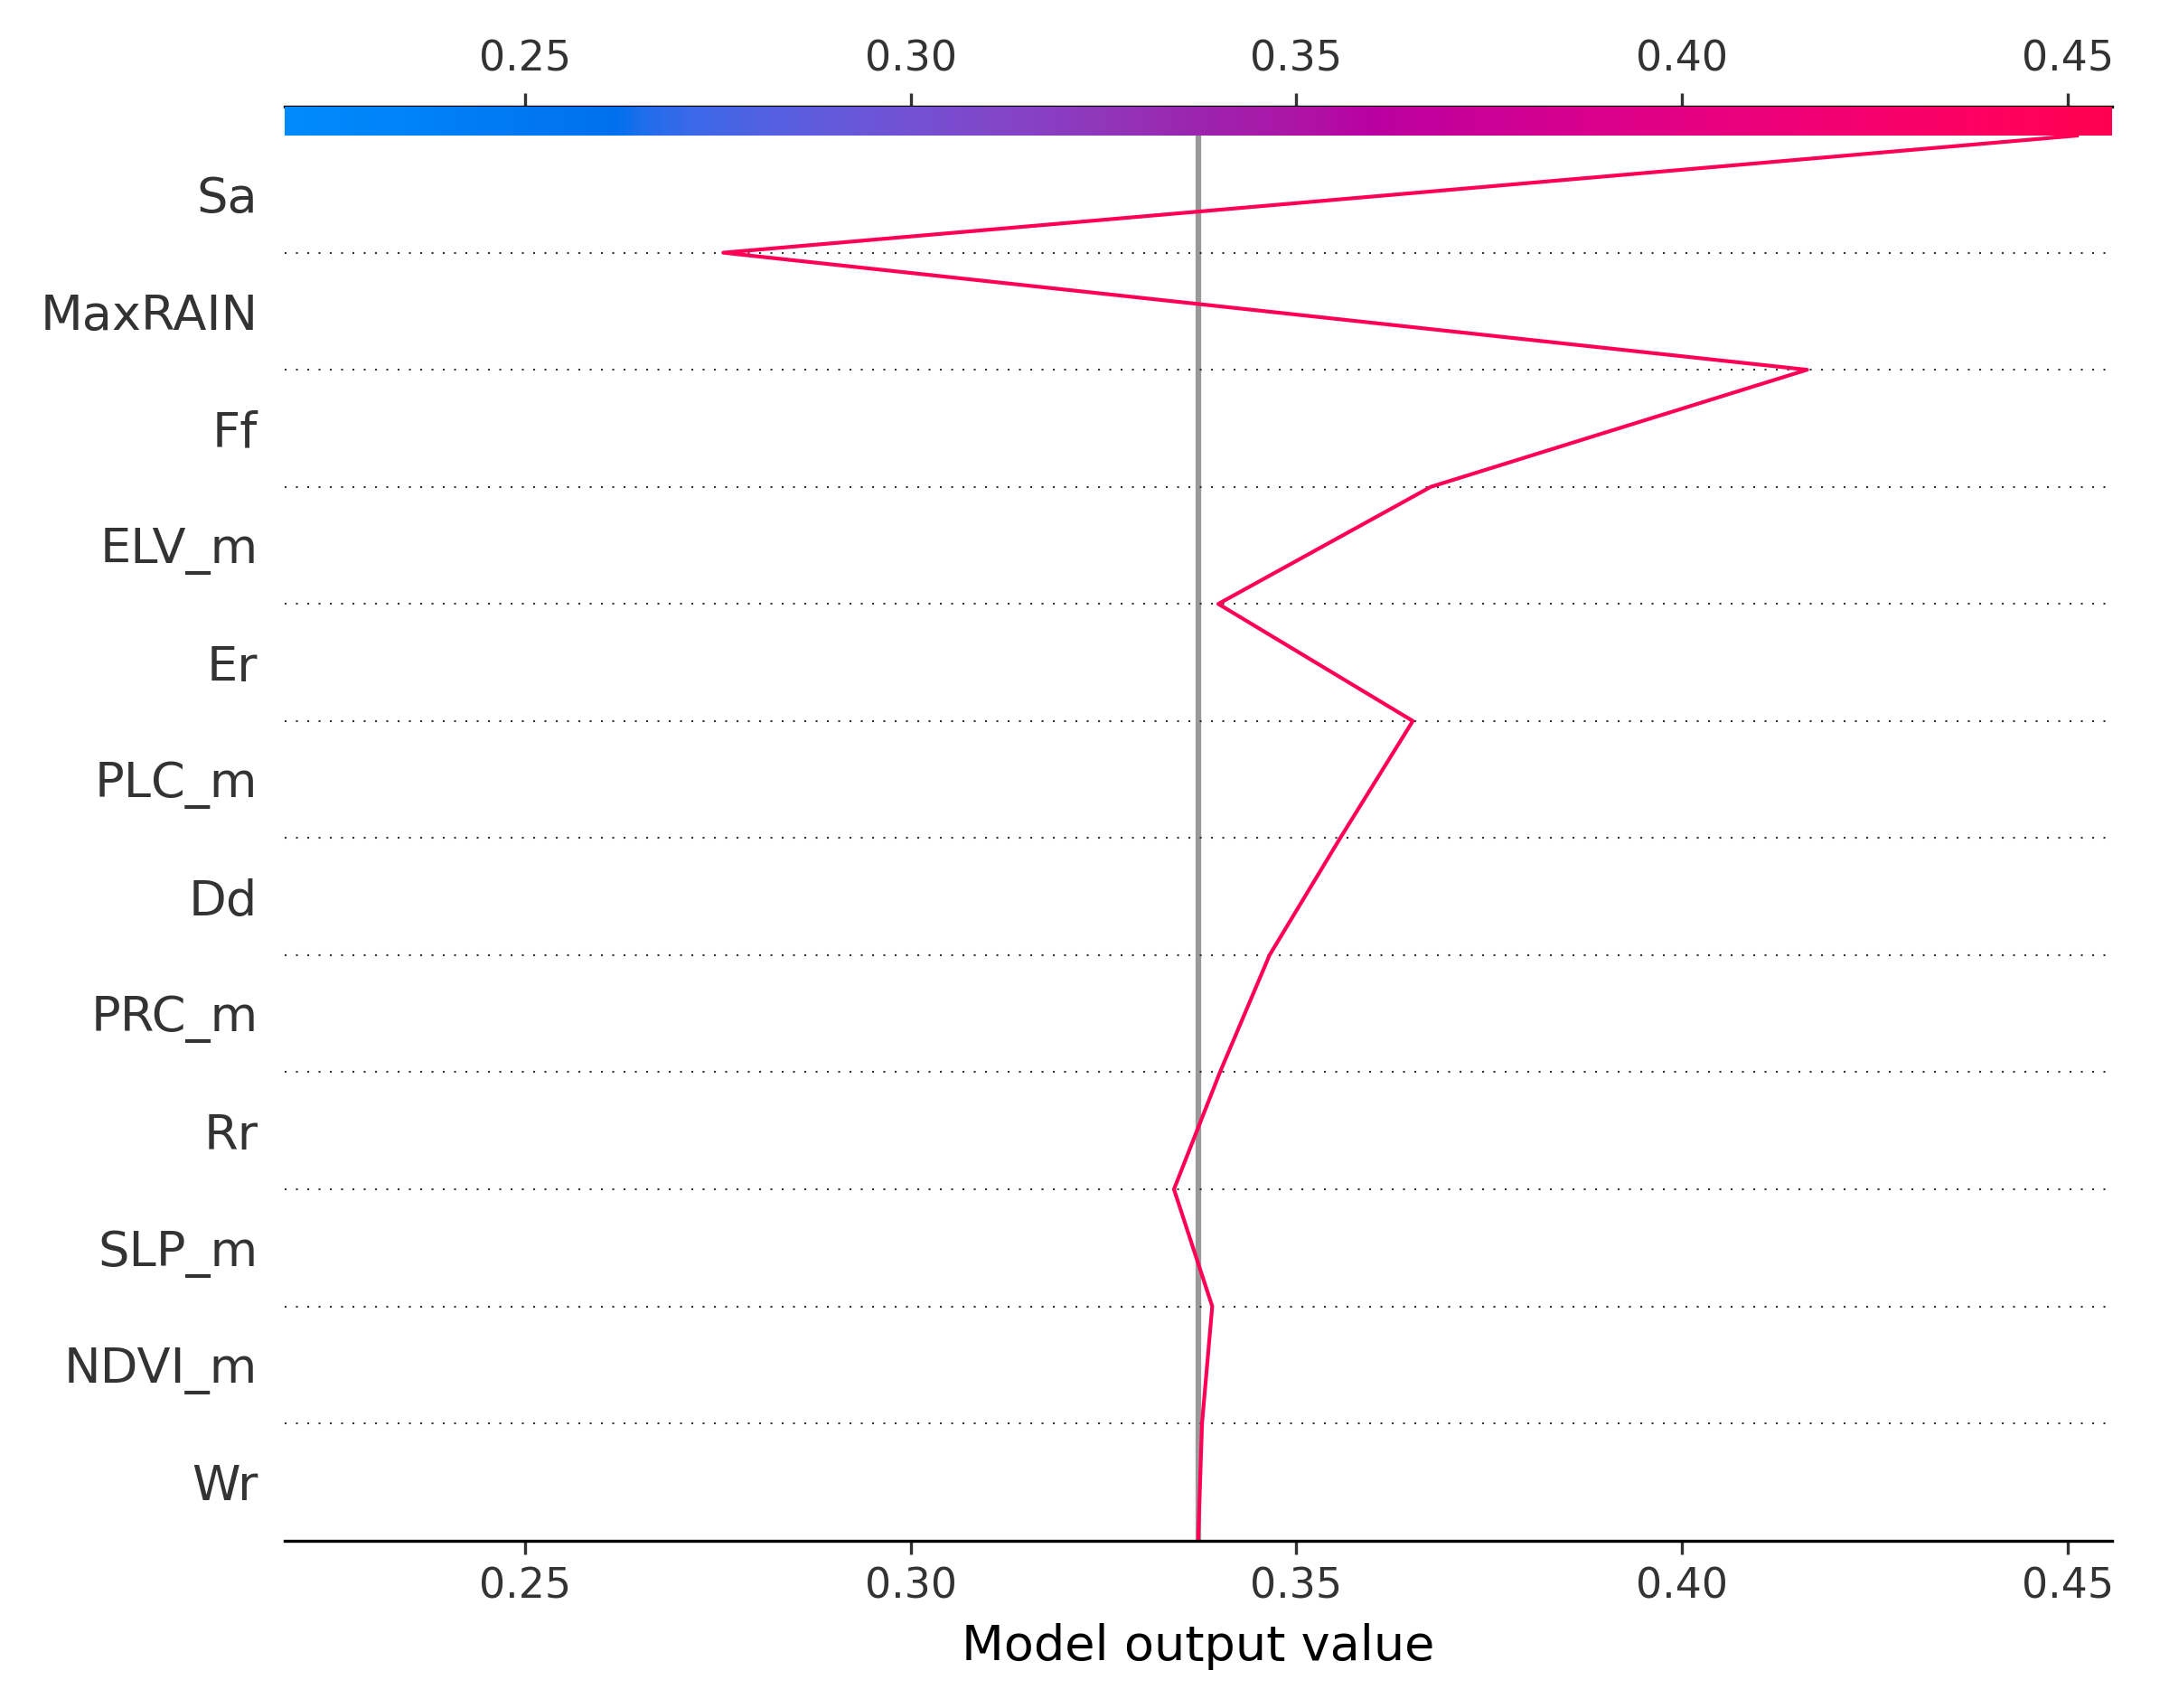 0.25 0.30 0.35 0.40 0.45
Sa
MaxRAIN
Ff
ELV_m
Er
PLC_m
Dd
PRC_m
Rr
SLP_m
NDVI_m
Wr
0.25 0.30 0.35 0.40 0.45
Model output value